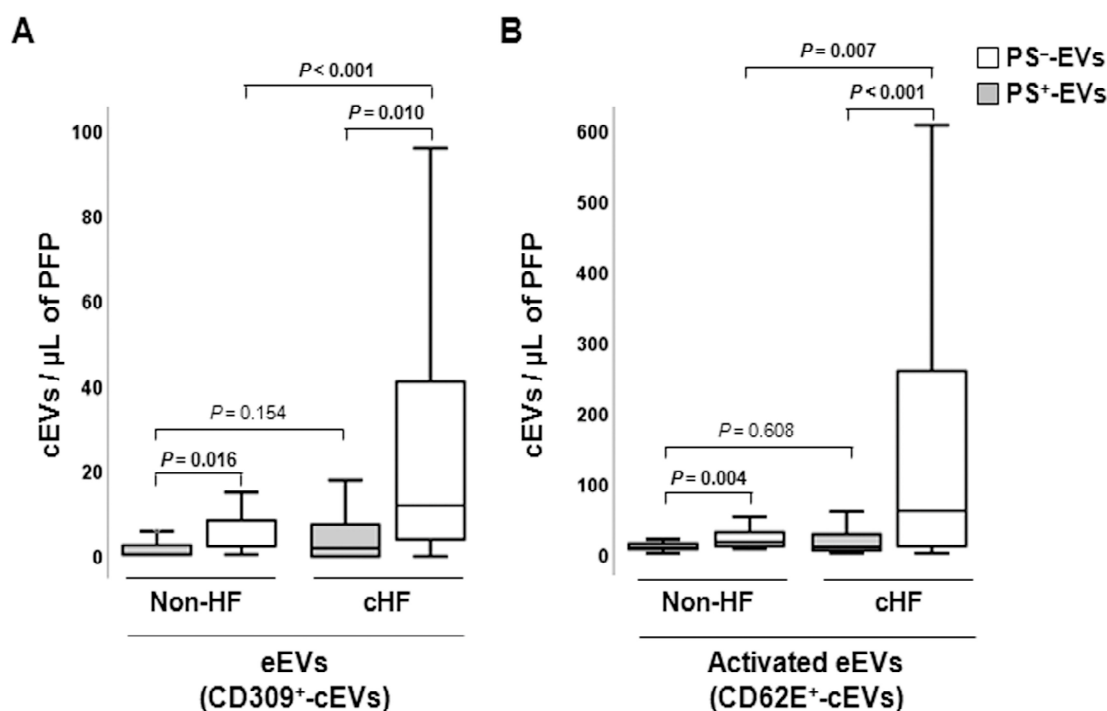 A
P < 0.001
P = 0.010
100
80
60
40
20
0
cEVs / µL of PFP
P = 0.154
P = 0.016
Non-HF
cHF
eEVs
(CD309⁺-cEVs)
B
P = 0.007
P < 0.001
PS⁻-EVs
PS⁺-EVs
600
500
400
300
200
100
0
cEVs / µL of PFP
P = 0.608
P = 0.004
Non-HF
cHF
Activated eEVs
(CD62E⁺-cEVs)